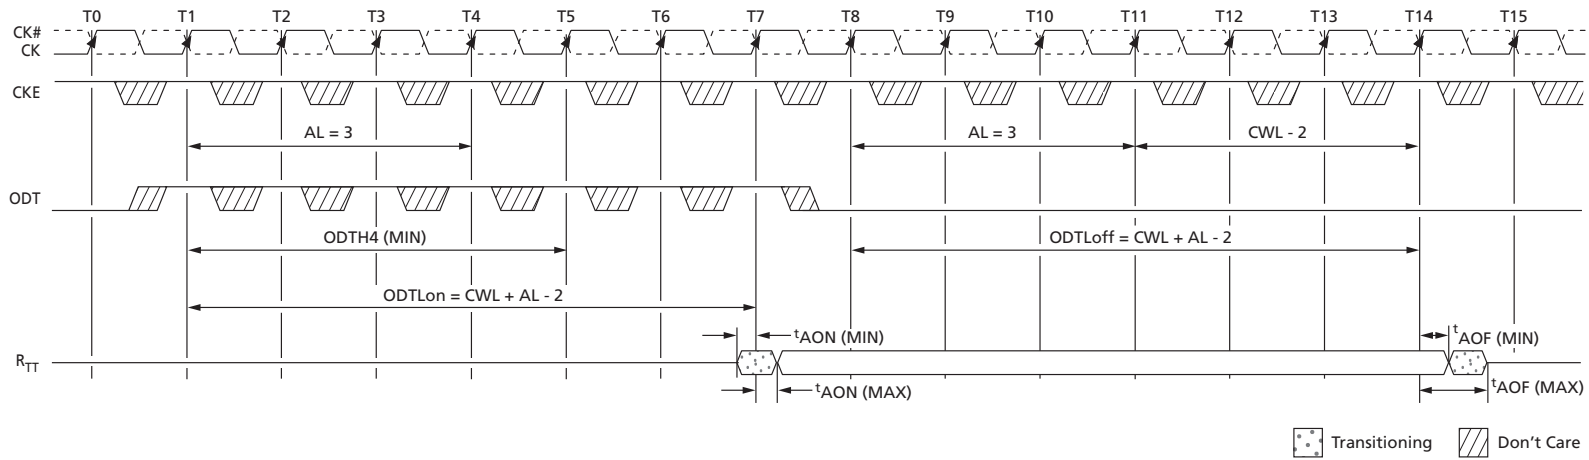 T0 T1 T2 T3 T4 T5 T6 T7 T8 T9 T10 T11 T12 T13 T14 T15
CK#
CK
CKE
AL = 3 AL = 3 CWL - 2
ODT
ODTH4 (MIN) ODTLoff = CWL + AL - 2
ODTLon = CWL + AL - 2
tAON (MIN) tAOF (MIN)
RTT
tAON (MAX) tAOF (MAX)
Transitioning Don't Care